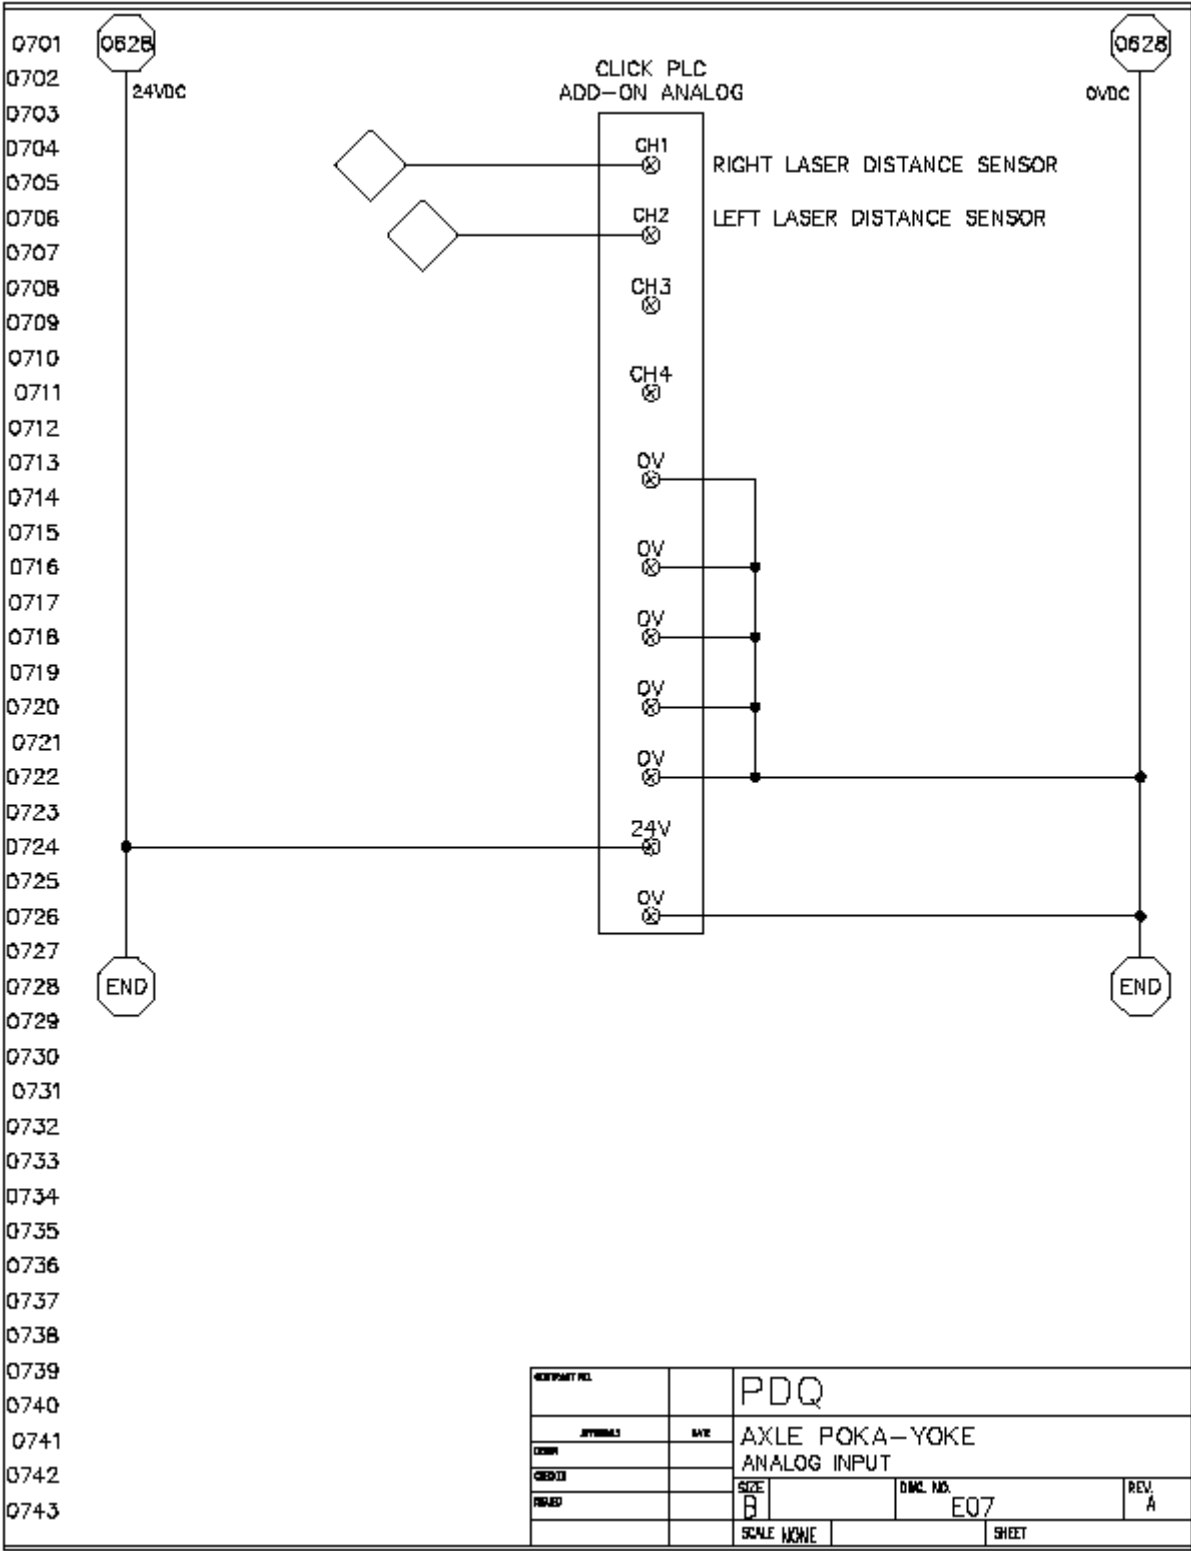 0701
0702
0703
0704
0705
0706
0707
0708
0709
0710
0711
0712
0713
0714
0715
0716
0717
0718
0719
0720
0721
0722
0723
0724
0725
0726
0727
0728
0729
0730
0731
0732
0733
0734
0735
0736
0737
0738
0739
0740
0741
0742
0743
0628
24VDC
END
CLICK PLC
ADD-ON ANALOG
CH1
RIGHT LASER DISTANCE SENSOR
CH2
LEFT LASER DISTANCE SENSOR
CH3
CH4
0V
0V
0V
0V
0V
24V
0V
0628
0VDC
END
CONTRACT NO.
APPROVALS
DATE
PDQ
AXLE POKA-YOKE
ANALOG INPUT
SIZE
B
DWG. NO.
E07
REV.
A
SCALE NONE
SHEET